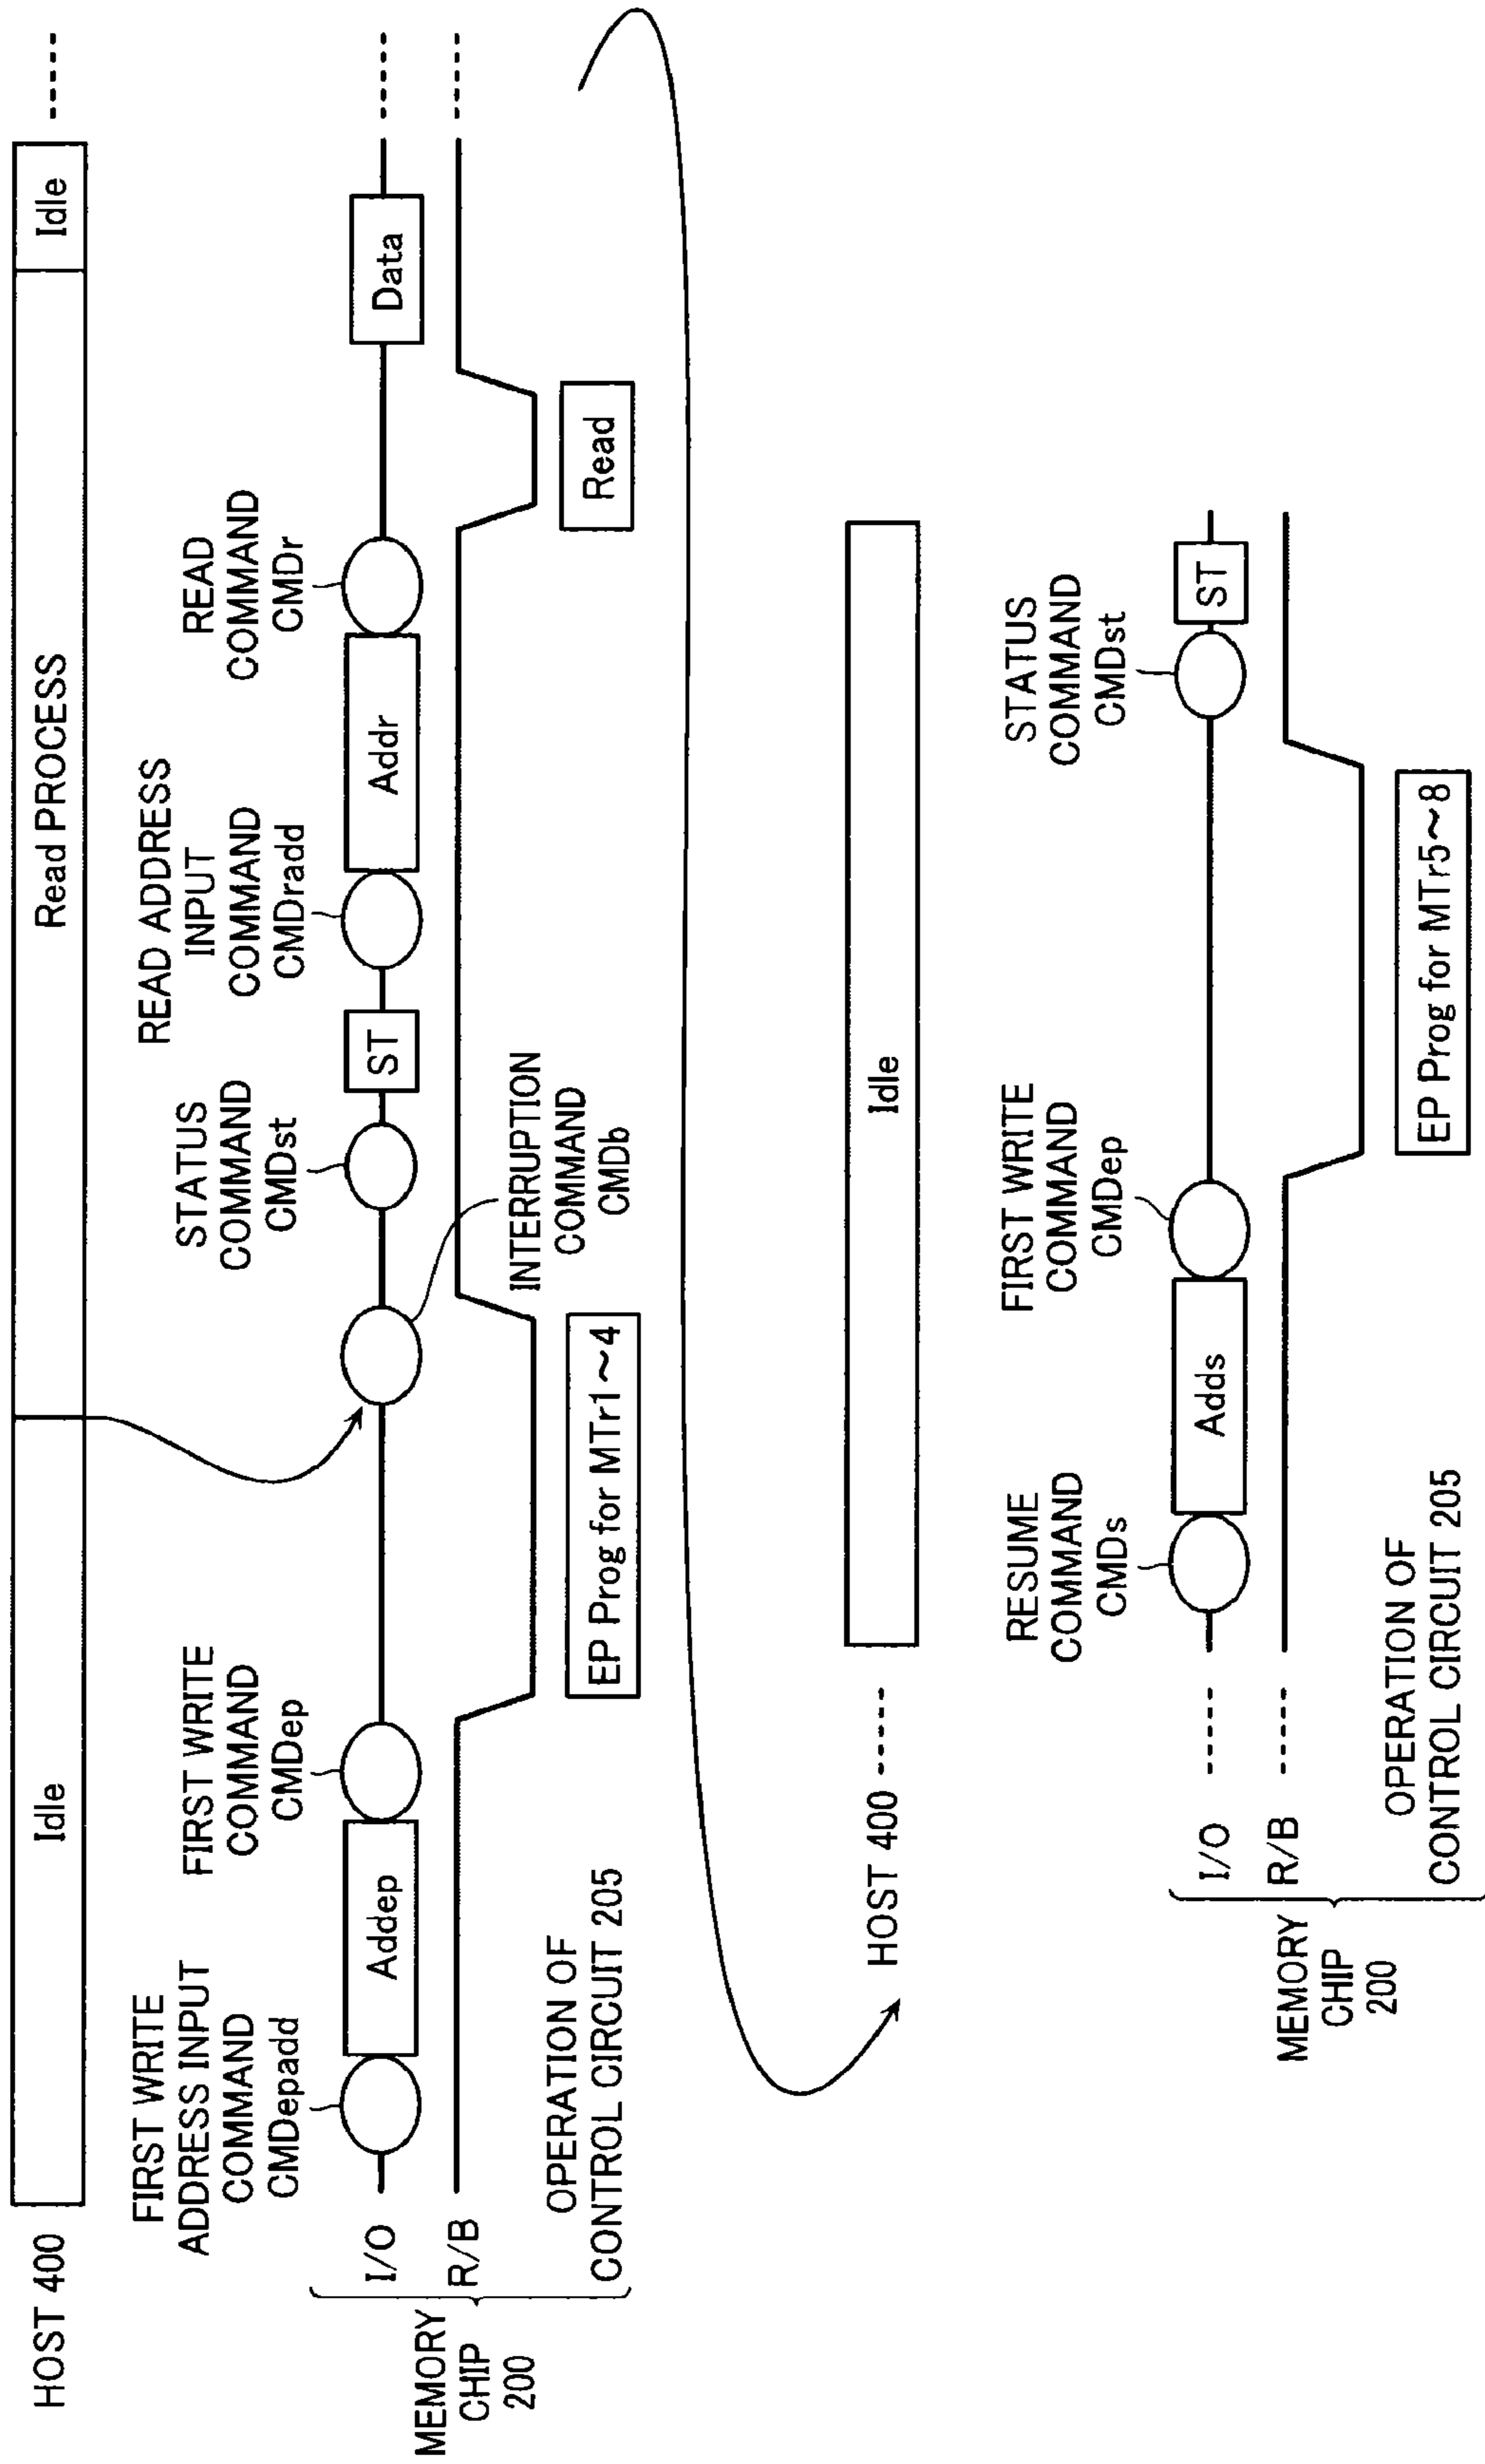 HOST 400
Idle
Read PROCESS
Idle
FIRST WRITE
ADDRESS INPUT
COMMAND
CMDepadd
FIRST WRITE
COMMAND
CMDep
STATUS
COMMAND
CMDst
READ ADDRESS
INPUT
COMMAND
CMDradd
READ
COMMAND
CMDr
MEMORY
CHIP
200
I/O
Addep
ST
Addr
Data
R/B
INTERRUPTION
COMMAND
CMDb
OPERATION OF
CONTROL CIRCUIT 205
EP Prog for MTr1~4
Read
HOST 400
Idle
RESUME
COMMAND
CMDs
FIRST WRITE
COMMAND
CMDep
STATUS
COMMAND
CMDst
MEMORY
CHIP
200
I/O
Adds
ST
R/B
OPERATION OF
CONTROL CIRCUIT 205
EP Prog for MTr5~8